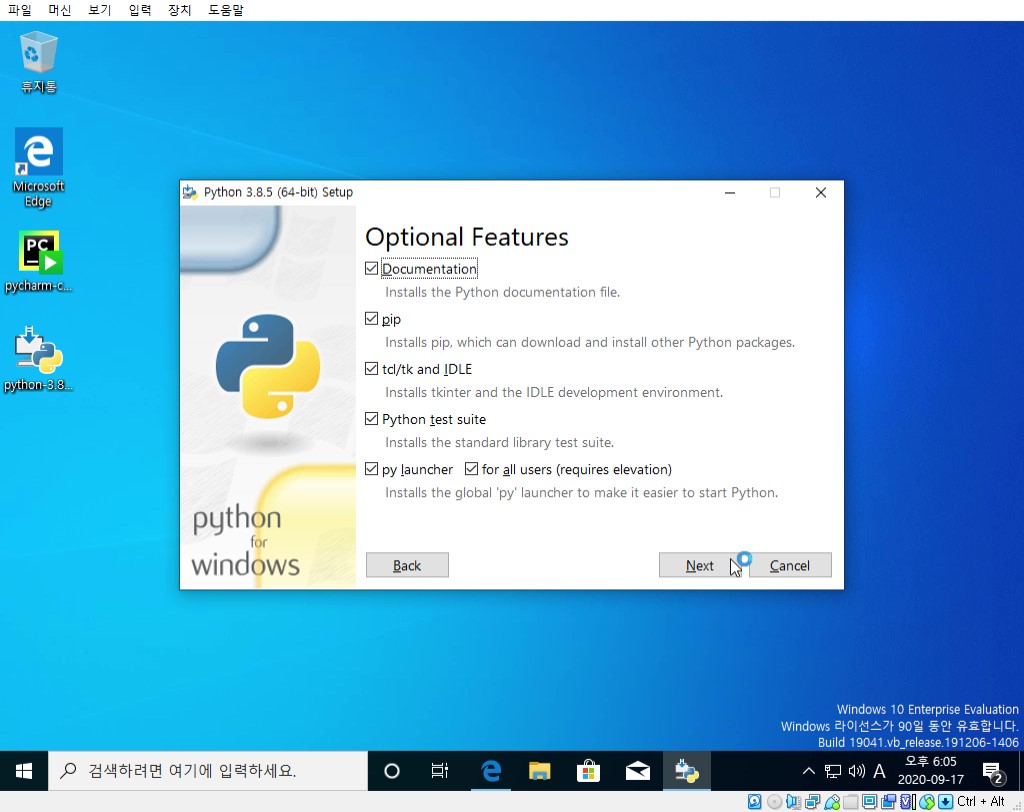 파일 머신 보기 입력 장치 도움말
휴지통
Microsoft
Edge
PC
pycharm-c...
python-3.8...
Python 3.8.5 (64-bit) Setup
Optional Features
Documentation
Installs the Python documentation file.
pip
Installs pip, which can download and install other Python packages.
tcl/tk and IDLE
Installs tkinter and the IDLE development environment.
Python test suite
Installs the standard library test suite.
py launcher for all users (requires elevation)
Installs the global 'py' launcher to make it easier to start Python.
python
for
windows
Back Next Cancel
Windows 10 Enterprise Evaluation
Windows 라이선스가 90일 동안 유효합니다.
Build 19041.vb_release.191206-1406
검색하려면 여기에 입력하세요.
A
오후 6:05
2020-09-17
2
Ctrl + Alt